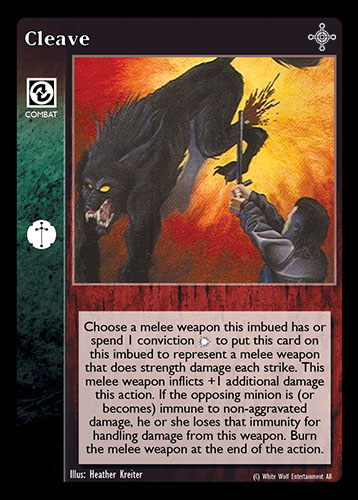 Cleave
COMBAT
Choose a melee weapon this imbued has or
spend 1 conviction to put this card on
this imbued to represent a melee weapon
that does strength damage each strike. This
melee weapon inflicts +1 additional damage
this action. If the opposing minion is (or
becomes) immune to non-aggravated
damage, he or she loses that immunity for
handling damage from this weapon. Burn
the melee weapon at the end of the action.
Illus: Heather Kreiter
(C) White Wolf Entertainment AB